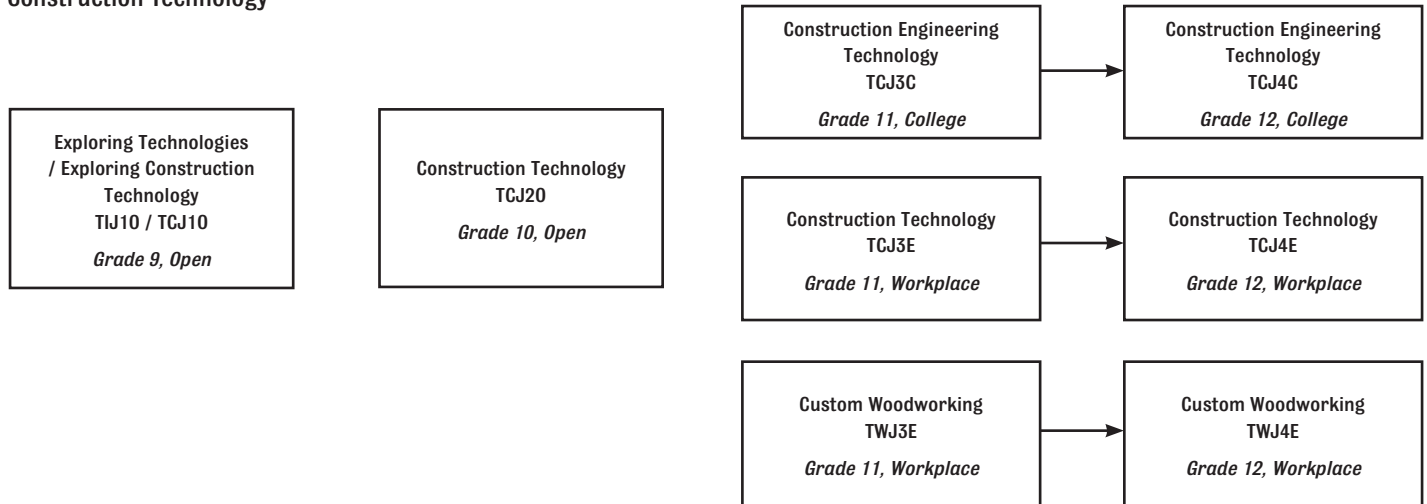 Construction Technology
Exploring Technologies
/ Exploring Construction
Technology
TIJ10 / TCJ10
Grade 9, Open
Construction Technology
TCJ20
Grade 10, Open
Construction Engineering
Technology
TCJ3C
Grade 11, College
Construction Engineering
Technology
TCJ4C
Grade 12, College
Construction Technology
TCJ3E
Grade 11, Workplace
Construction Technology
TCJ4E
Grade 12, Workplace
Custom Woodworking
TWJ3E
Grade 11, Workplace
Custom Woodworking
TWJ4E
Grade 12, Workplace